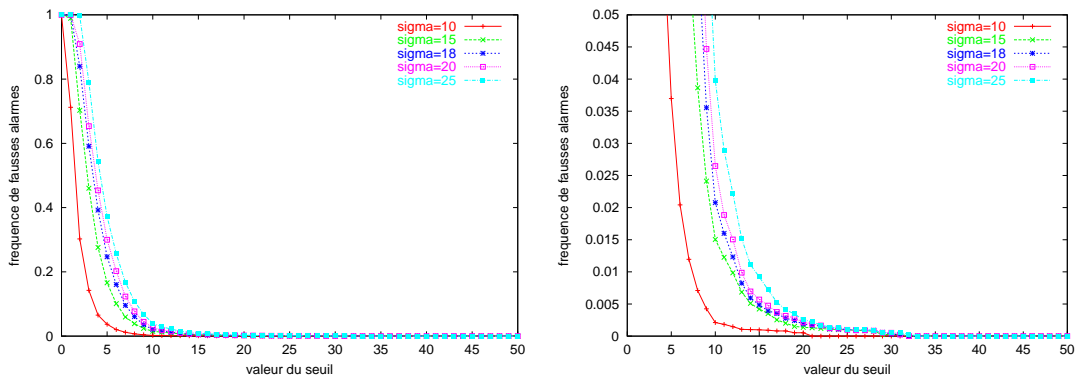 1
0.8
0.6
0.4
0.2
0
0 5 10 15 20 25 30 35 40 45 50
frequence de fausses alarmes
valeur du seuil
sigma=10
sigma=15
sigma=18
sigma=20
sigma=25
0.05
0.045
0.04
0.035
0.03
0.025
0.02
0.015
0.01
0.005
0
0 5 10 15 20 25 30 35 40 45 50
frequence de fausses alarmes
valeur du seuil
sigma=10
sigma=15
sigma=18
sigma=20
sigma=25